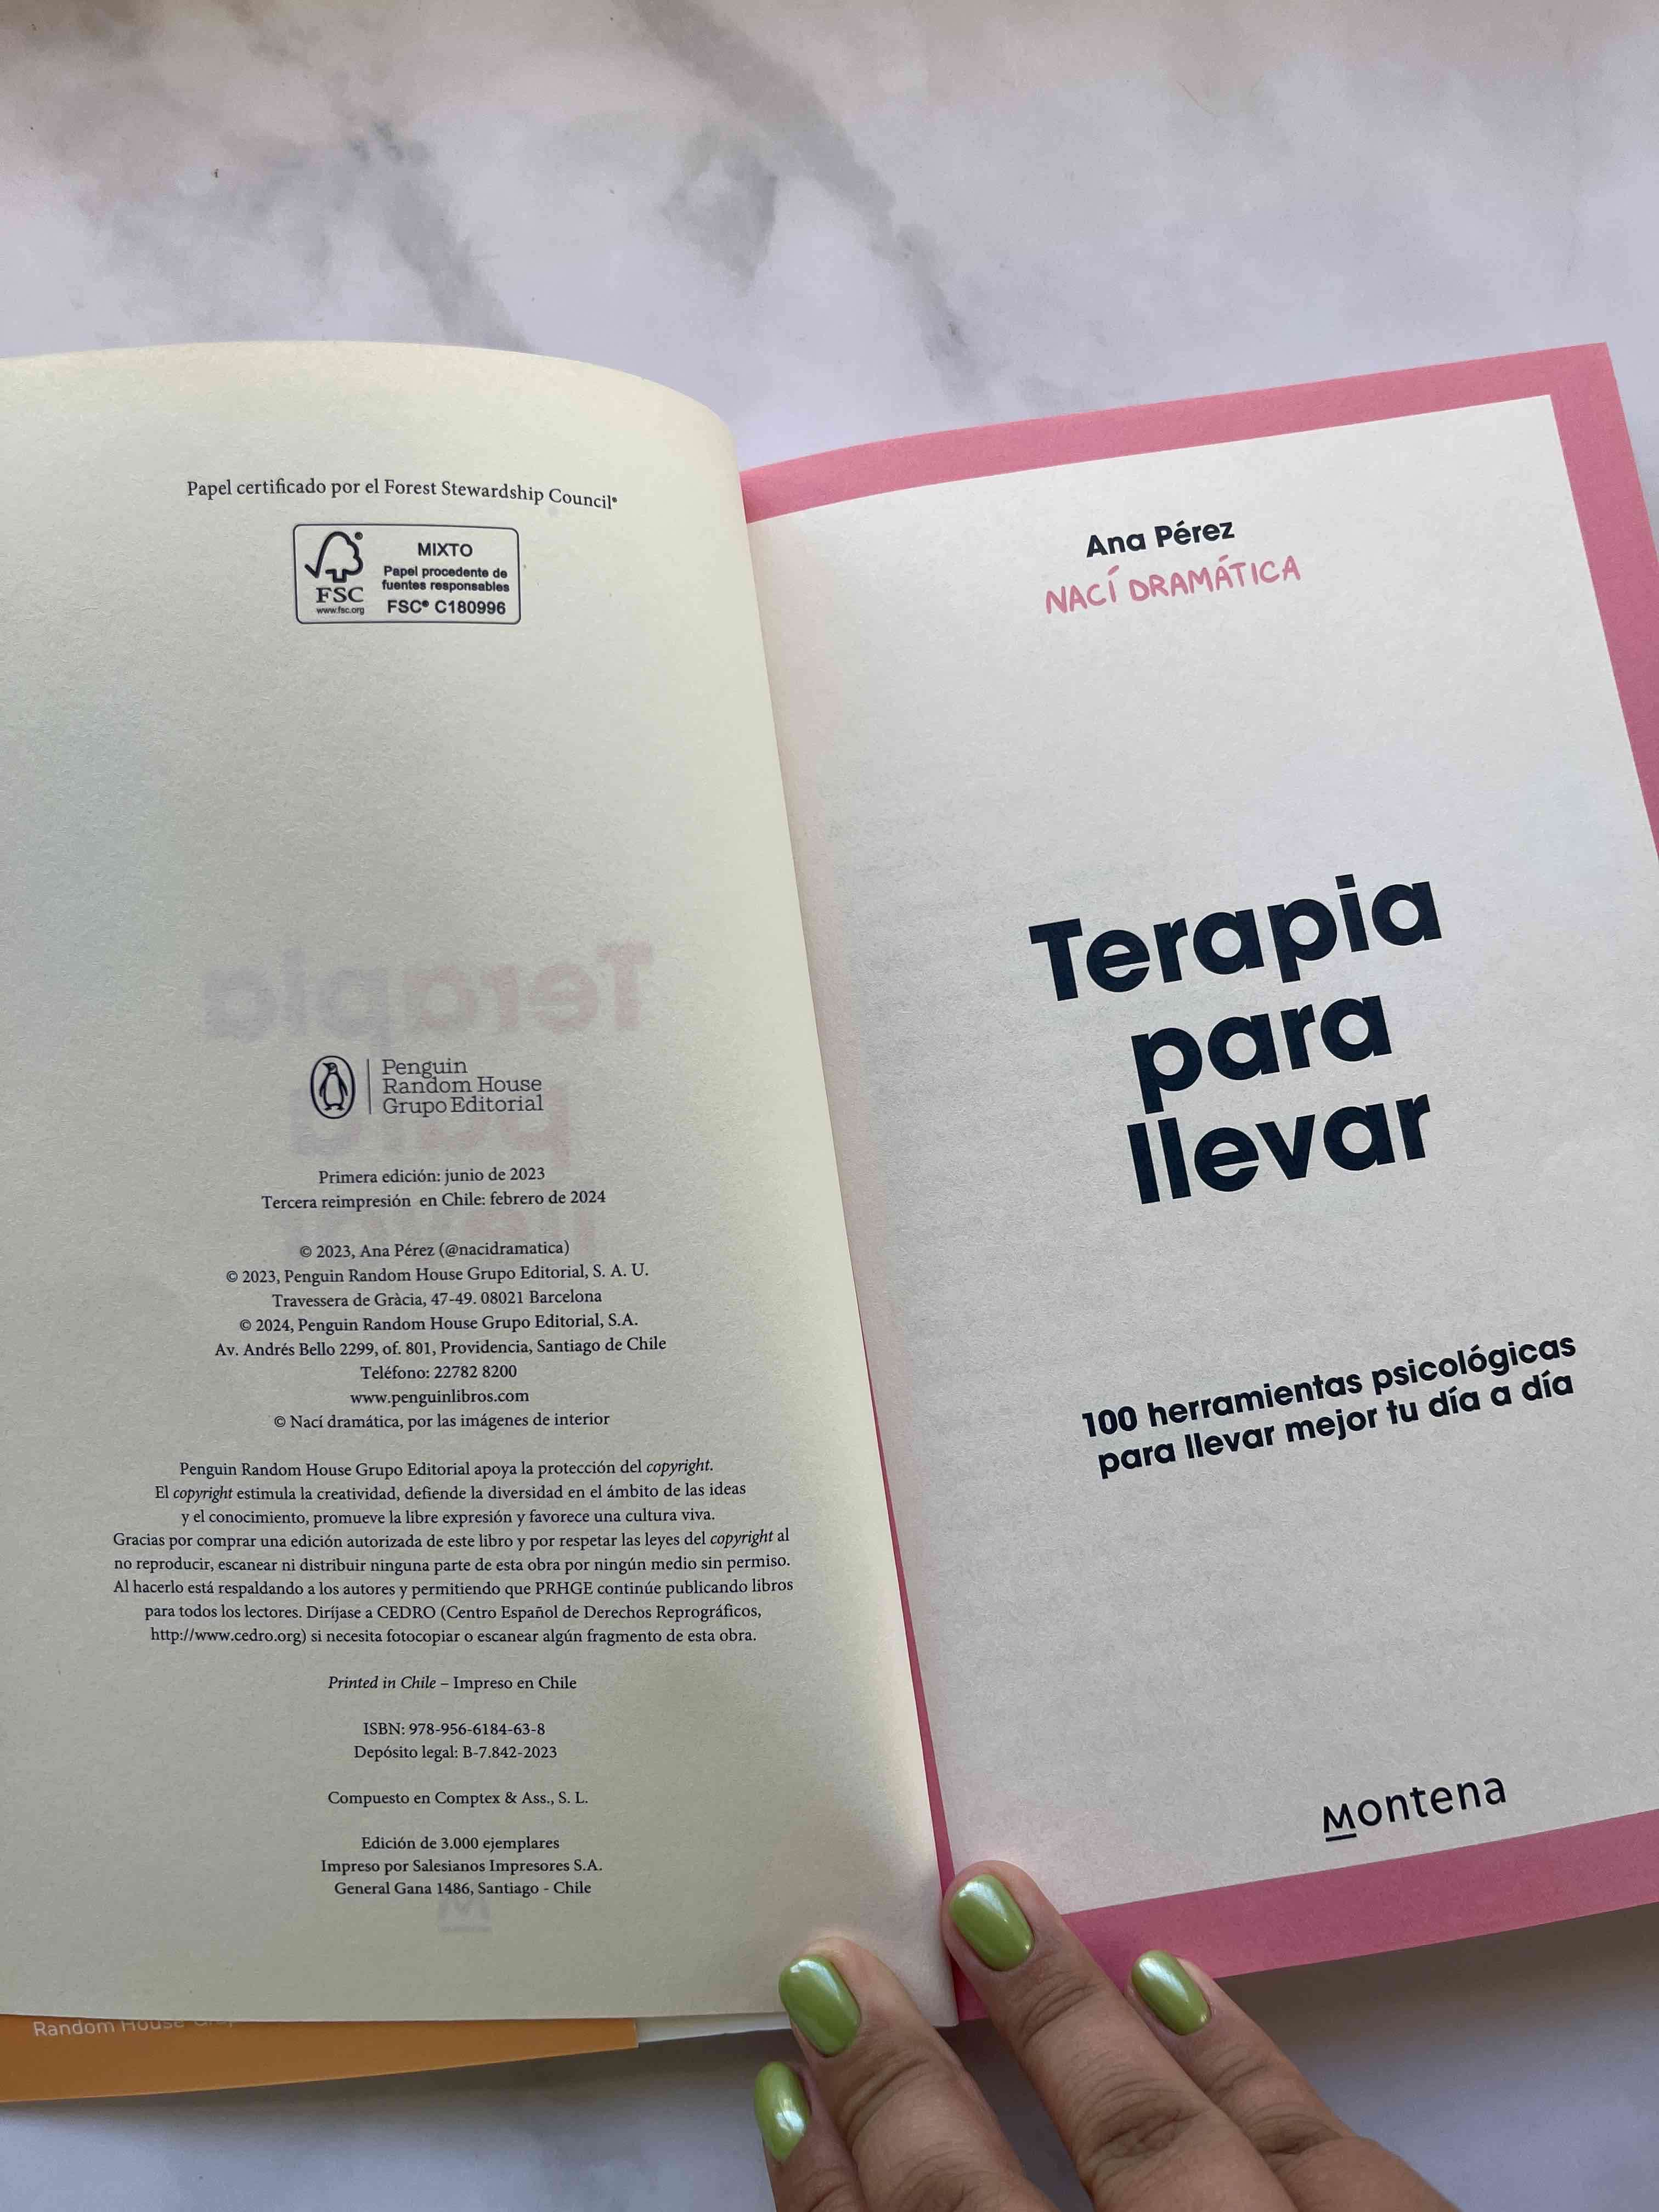 Papel certificado por el Forest Stewardship Council®
MIXTO
Papel procedente de
fuentes responsables
FSC® C180996
FSC
www.fsc.org
Penguin
Random House
Grupo Editorial
Primera edición: junio de 2023
Tercera reimpresión en Chile: febrero de 2024
© 2023, Ana Pérez (@nacidramatica)
© 2023, Penguin Random House Grupo Editorial, S. A. U.
Travessera de Gràcia, 47-49. 08021 Barcelona
© 2024, Penguin Random House Grupo Editorial, S.A.
Av. Andrés Bello 2299, of. 801, Providencia, Santiago de Chile
Teléfono: 22782 8200
www.penguinlibros.com
© Nací dramática, por las imágenes de interior
Penguin Random House Grupo Editorial apoya la protección del copyright.
El copyright estimula la creatividad, defiende la diversidad en el ámbito de las ideas
y el conocimiento, promueve la libre expresión y favorece una cultura viva.
Gracias por comprar una edición autorizada de este libro y por respetar las leyes del copyright al
no reproducir, escanear ni distribuir ninguna parte de esta obra por ningún medio sin permiso.
Al hacerlo está respaldando a los autores y permitiendo que PRHGE continúe publicando libros
para todos los lectores. Diríjase a CEDRO (Centro Español de Derechos Reprográficos,
http://www.cedro.org) si necesita fotocopiar o escanear algún fragmento de esta obra.
Printed in Chile – Impreso en Chile
ISBN: 978-956-6184-63-8
Depósito legal: B-7.842-2023
Compuesto en Comptex & Ass., S. L.
Edición de 3.000 ejemplares
Impreso por Salesianos Impresores S.A.
General Gana 1486, Santiago - Chile
Random House
Ana Pérez
NACÍ DRAMÁTICA
Terapia
para
llevar
100 herramientas psicológicas
para llevar mejor tu día a día
Montena